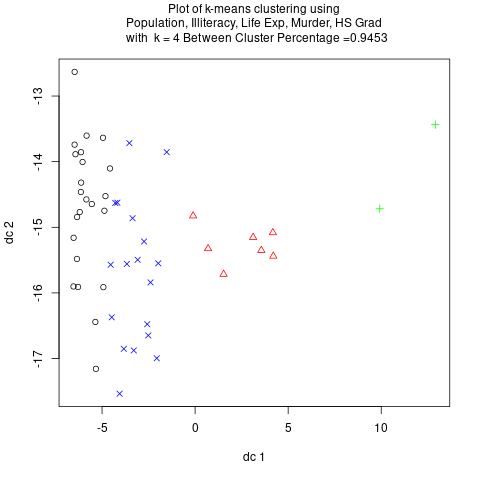 Plot of k-means clustering using
Population, Illiteracy, Life Exp, Murder, HS Grad
with  k = 4 Between Cluster Percentage =0.9453
-13
-14
-15
-16
-17
dc 2
-5
0
5
10
dc 1